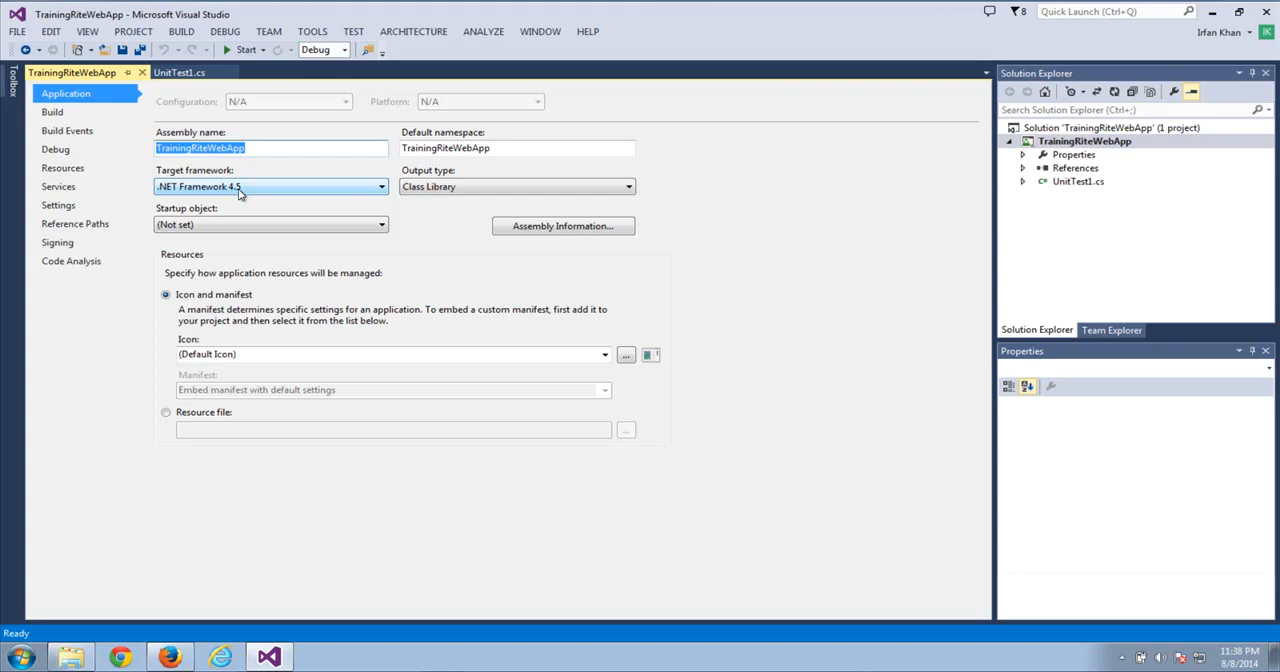 TrainingRiteWebApp - Microsoft Visual Studio
8
Quick Launch (Ctrl+Q)
FILE EDIT VIEW PROJECT BUILD DEBUG TEAM TOOLS TEST ARCHITECTURE ANALYZE WINDOW HELP
Irfan Khan
IK
Start
Debug
Toolbox
TrainingRiteWebApp
UnitTest1.cs
Application
Build
Build Events
Debug
Resources
Services
Settings
Reference Paths
Signing
Code Analysis
Configuration: N/A
Platform: N/A
Assembly name:
TrainingRiteWebApp
Default namespace:
TrainingRiteWebApp
Target framework:
.NET Framework 4.5
Output type:
Class Library
Startup object:
(Not set)
Assembly Information...
Resources
Specify how application resources will be managed:
Icon and manifest
A manifest determines specific settings for an application. To embed a custom manifest, first add it to
your project and then select it from the list below.
Icon:
(Default Icon)
...
Manifest:
Embed manifest with default settings
Resource file:
...
Solution Explorer
Search Solution Explorer (Ctrl+;)
Solution 'TrainingRiteWebApp' (1 project)
TrainingRiteWebApp
Properties
References
C# UnitTest1.cs
Solution Explorer Team Explorer
Properties
Ready
11:38 PM
8/8/2014